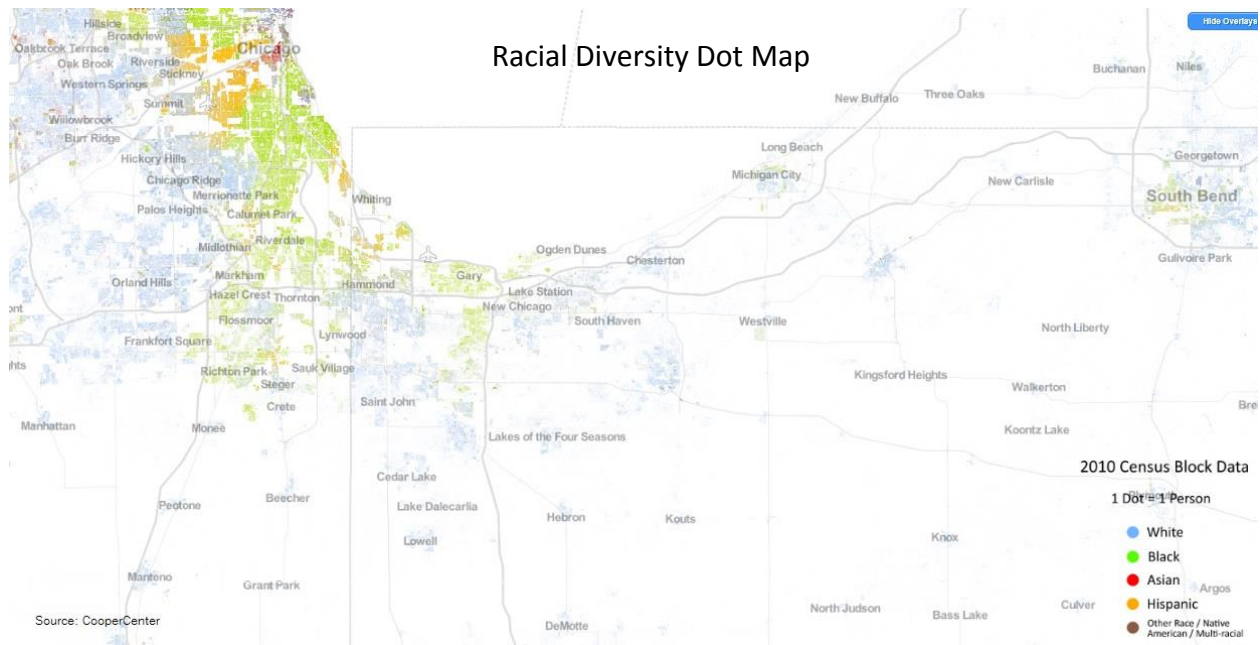 Hillside
Broadview
Oakbrook Terrace
Chicago
Oak Brook
Riverside
Stickney
Western Springs
Summit
Willowbrook
Burr Ridge
Hickory Hills
Chicago Ridge
Merrionette Park
Palos Heights
Calumet Park
Whiting
Midlothian
Riverdale
Markham
Orland Hills
Hazel Crest
Thornton
Hammond
Gary
Flossmoor
Lynwood
Frankfort Square
Richton Park
Sauk Village
Steger
Crete
Saint John
Manhattan
Monee
Racial Diversity Dot Map
Hide Overlays
Buchanan
Niles
New Buffalo
Three Oaks
Long Beach
Michigan City
Georgetown
New Carlisle
South Bend
Ogden Dunes
Chesterton
Gulivoire Park
Lake Station
New Chicago
South Haven
Westville
North Liberty
Kingsford Heights
Walkerton
Koontz Lake
Lakes of the Four Seasons
Cedar Lake
Peotone
Beecher
Lake Dalecarlia
Hebron
Kouts
Lowell
Knox
Manteno
Grant Park
North Judson
Bass Lake
Culver
Argos
DeMotte
Source: CooperCenter
2010 Census Block Data
1 Dot = 1 Person
White
Black
Asian
Hispanic
Other Race / Native
American / Multi-racial